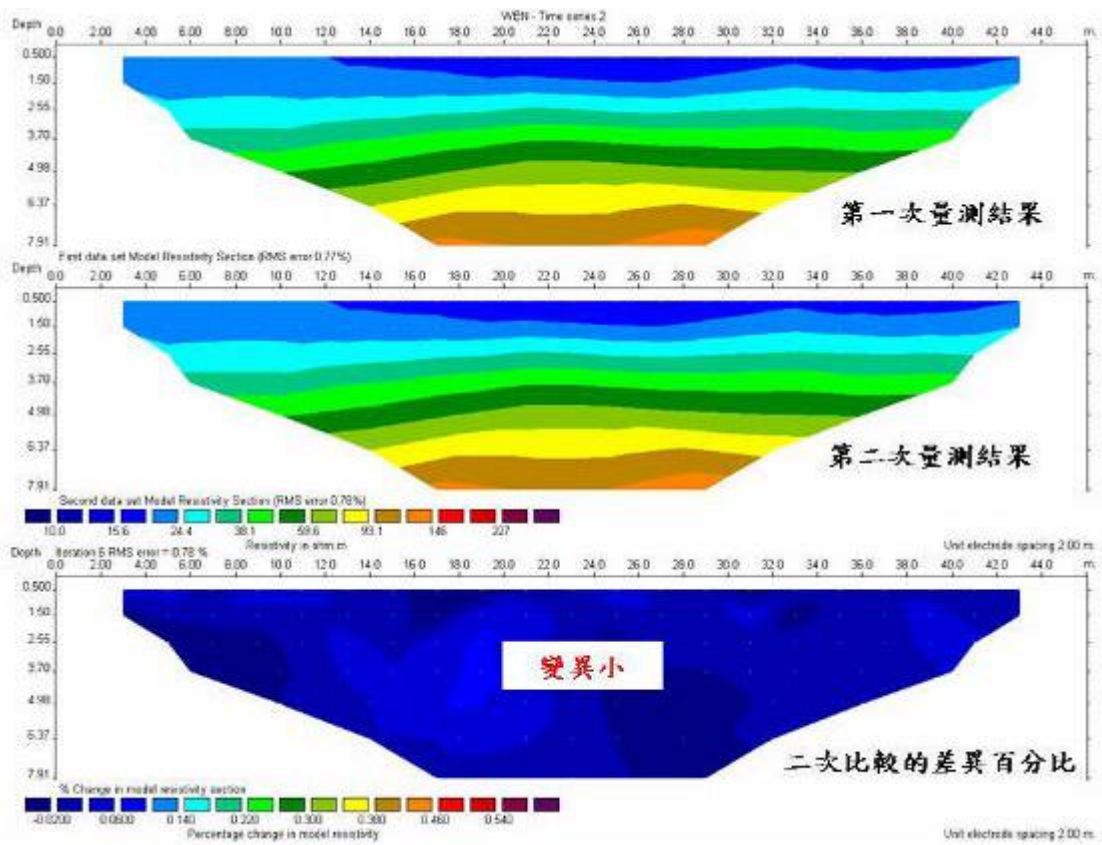 WEN - Time series 2
Depth 0.0 2.00 4.0 6.0 8.0 10.0 12.0 14.0 16.0 18.0 20.0 22.0 24.0 26.0 28.0 30.0 32.0 34.0 36.0 38.0 40.0 42.0 44.0 m.
0.500
1.50
2.55
3.70
4.98
6.37
7.91
第一次量測結果
First data set Model Resistivity Section (RMS error 0.77%)
Depth 0.0 2.00 4.0 6.0 8.0 10.0 12.0 14.0 16.0 18.0 20.0 22.0 24.0 26.0 28.0 30.0 32.0 34.0 36.0 38.0 40.0 42.0 44.0 m.
0.500
1.50
2.55
3.70
4.98
6.37
7.91
第二次量測結果
Second data set Model Resistivity Section (RMS error 0.78%)
10.0 15.6 24.4 38.1 59.6 93.1 146 227
Resistivity in ohm.m
Unit electrode spacing 2.00 m.
Depth Iteration 5 RMS error = 0.78 %
0.0 2.00 4.0 6.0 8.0 10.0 12.0 14.0 16.0 18.0 20.0 22.0 24.0 26.0 28.0 30.0 32.0 34.0 36.0 38.0 40.0 42.0 44.0 m.
0.500
1.50
2.55
3.70
4.98
6.37
7.91
變異小
二次比較的差異百分比
% Change in model resistivity section
-0.0200 0.0600 0.140 0.220 0.300 0.380 0.460 0.540
Percentage change in model resistivity
Unit electrode spacing 2.00 m.